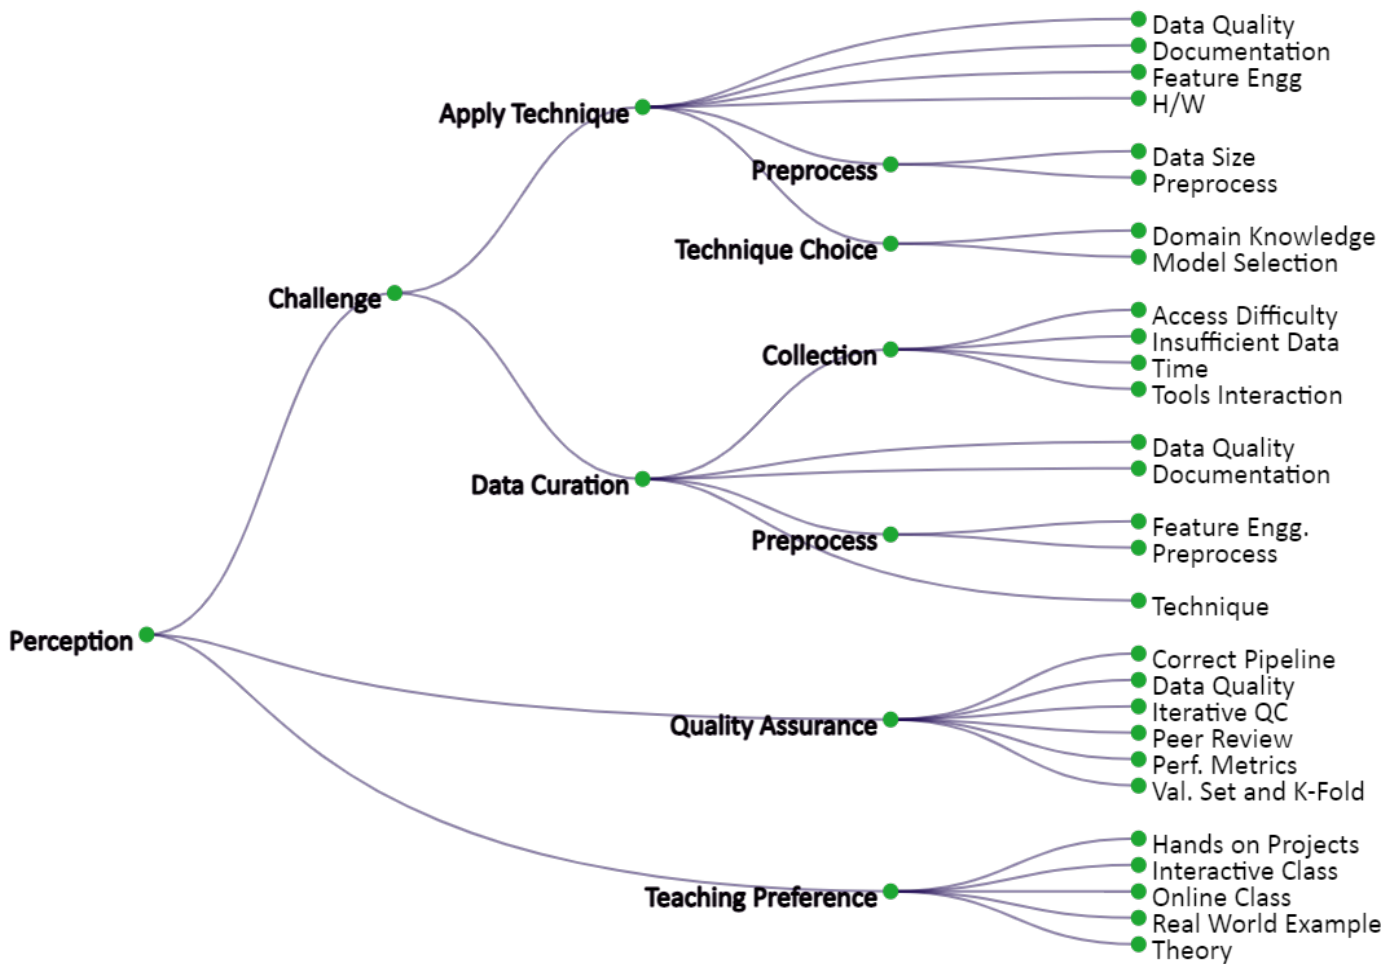 Data Quality
Documentation
Feature Engg
H/W
Apply Technique
Preprocess
Data Size
Preprocess
Technique Choice
Domain Knowledge
Model Selection
Challenge
Collection
Access Difficulty
Insufficient Data
Time
Tools Interaction
Data Curation
Data Quality
Documentation
Preprocess
Feature Engg.
Preprocess
Technique
Perception
Quality Assurance
Correct Pipeline
Data Quality
Iterative QC
Peer Review
Perf. Metrics
Val. Set and K-Fold
Teaching Preference
Hands on Projects
Interactive Class
Online Class
Real World Example
Theory